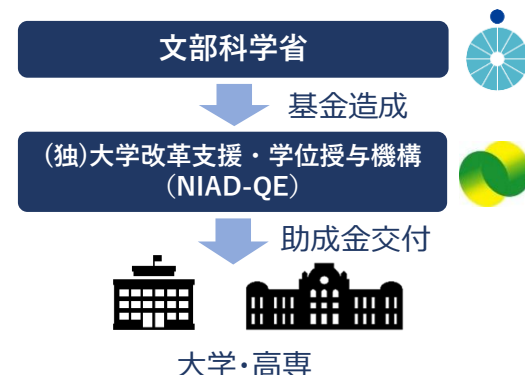 文部科学省
基金造成
(独)大学改革支援・学位授与機構
(NIAD-QE)
助成金交付
大学・高専